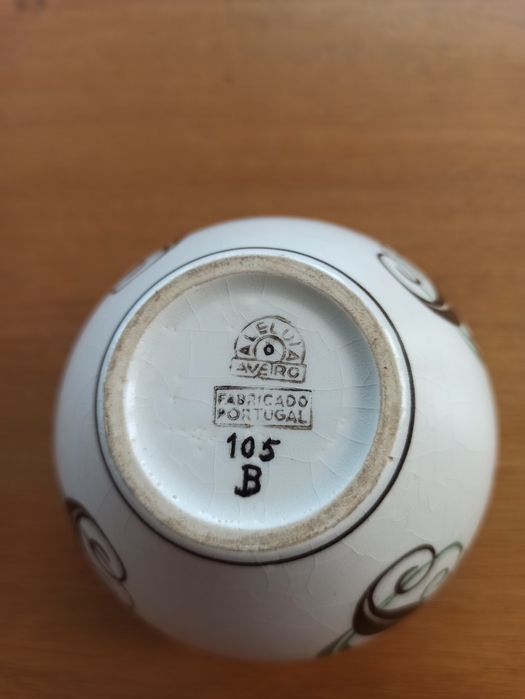 ALELUIA
AVEIRO
FABRICADO
PORTUGAL
105
B